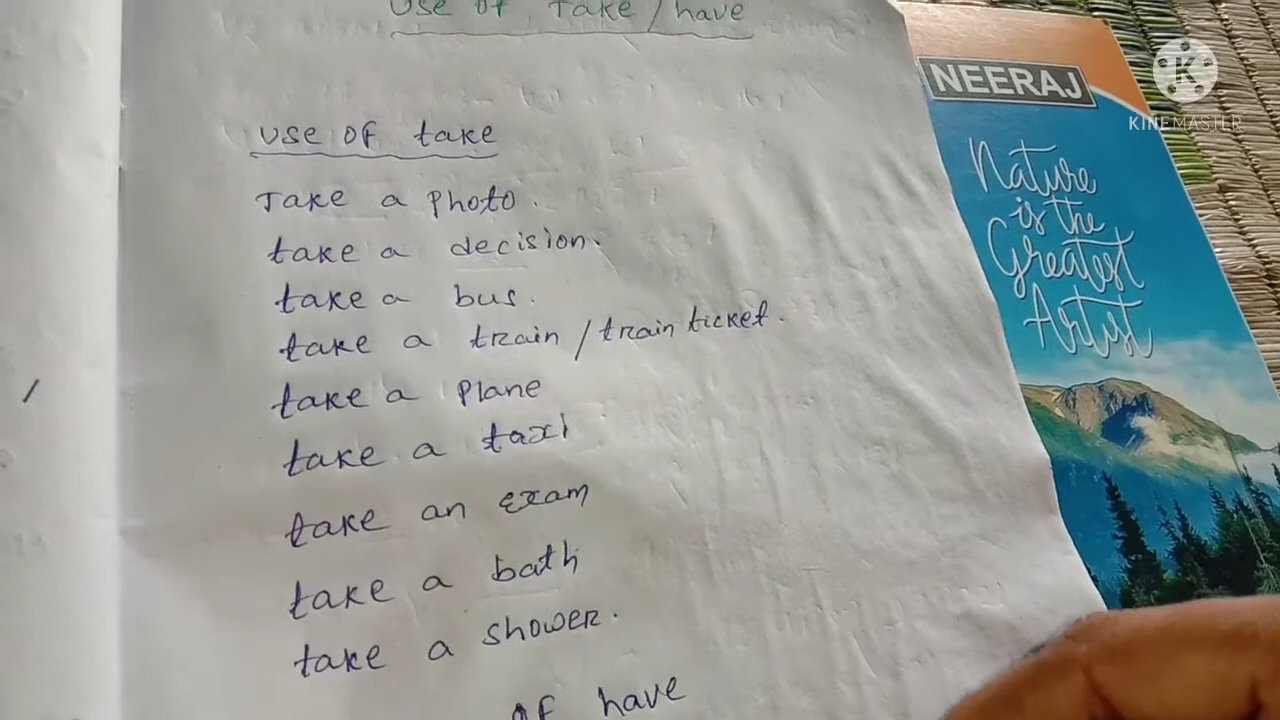 Use of Take/have
Use of take
Take a photo.
take a decision.
take a bus.
take a train / train ticket.
take a plane
take a taxi
take an exam
take a bath
take a shower.
of have
NEERAJ
Nature
is the
Greatest
Artist
K
KINEMASTER